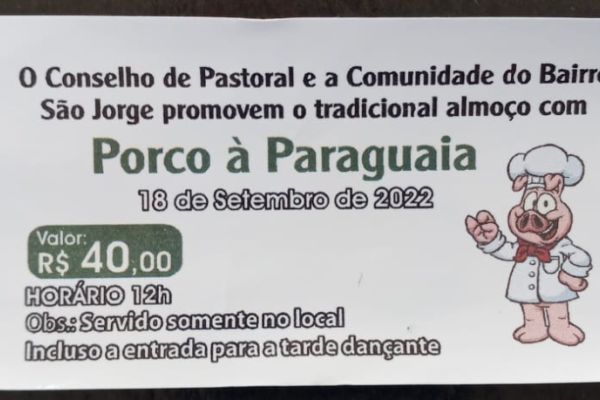 O Conselho de Pastoral e a Comunidade do Bairro
São Jorge promovem o tradicional almoço com
Porco à Paraguaia
18 de Setembro de 2022
Valor:
R$ 40,00
HORÁRIO 12h
Obs.: Servido somente no local
Incluso a entrada para a tarde dançante